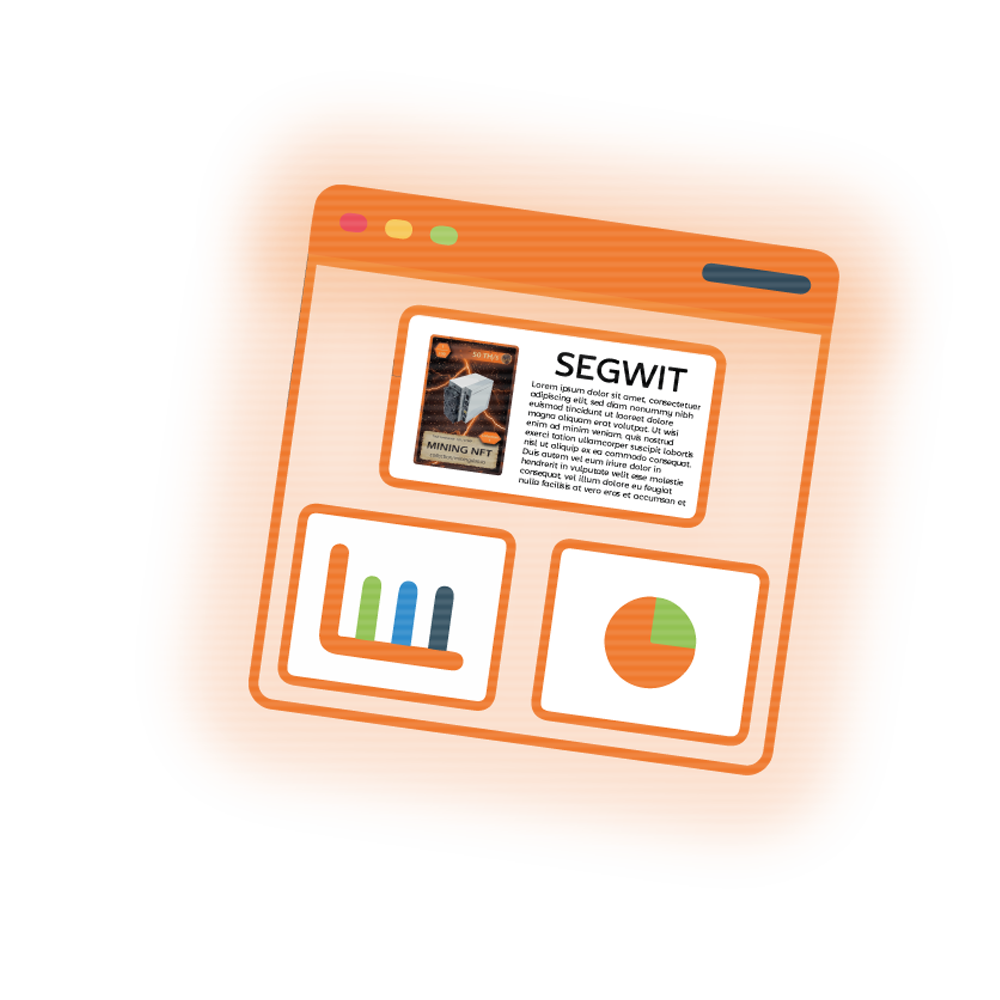 50 TH/s
MINING NFT
SEGWIT
Lorem ipsum dolor sit amet, consectetuer
adipiscing elit, sed diam nonummy nibh
euismod tincidunt ut laoreet dolore
magna aliquam erat volutpat. Ut wisi
enim ad minim veniam, quis nostrud
exerci tation ullamcorper suscipit lobortis
nisl ut aliquip ex ea commodo consequat.
Duis autem vel eum iriure dolor in
hendrerit in vulputate velit esse molestie
consequat, vel illum dolore eu feugiat
nulla facilisis at vero eros et accumsan et